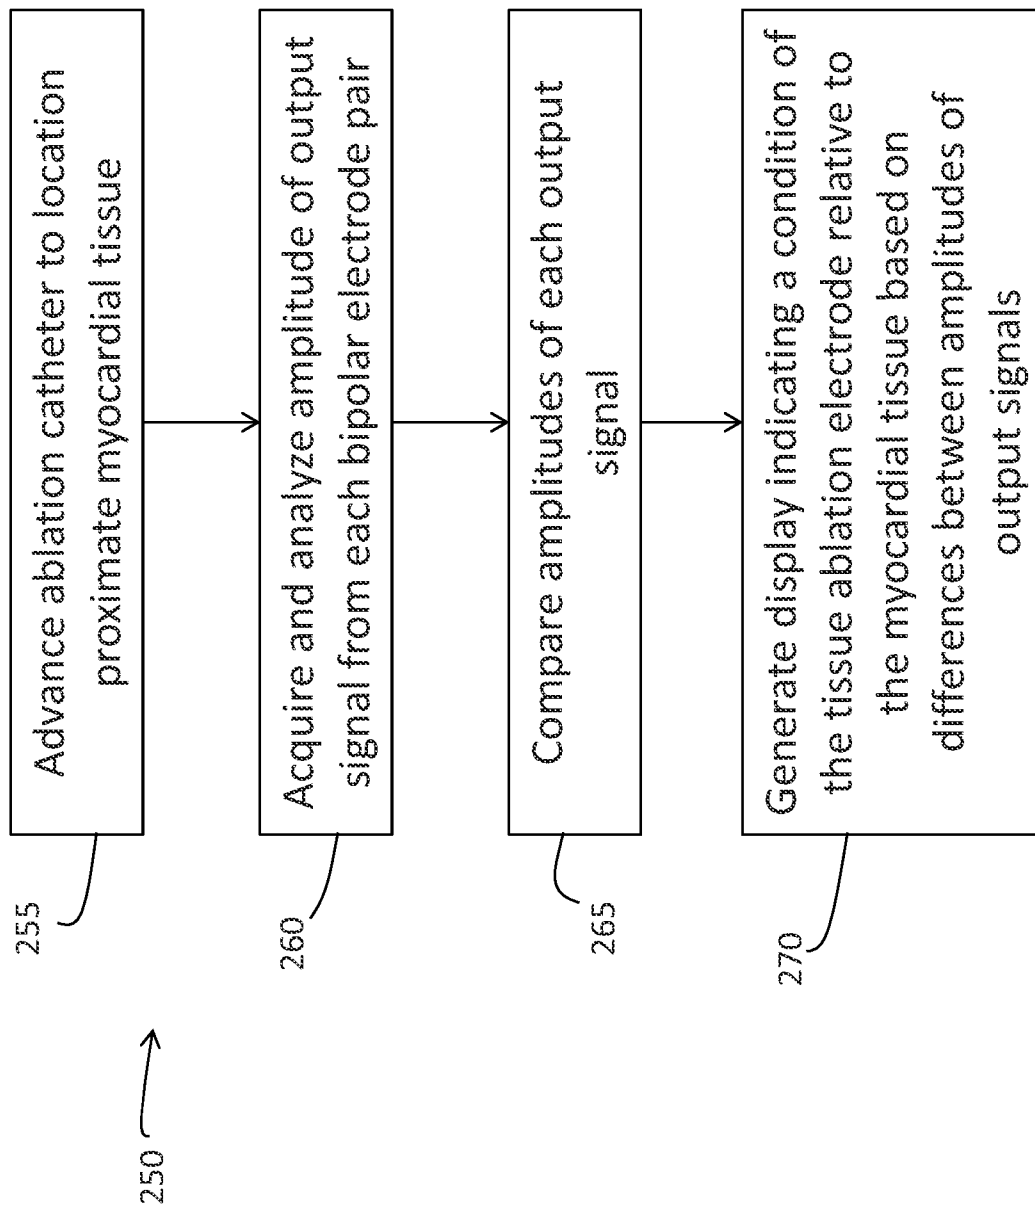 250
255
Advance ablation catheter to location
proximate myocardial tissue
260
Acquire and analyze amplitude of output
signal from each bipolar electrode pair
265
Compare amplitudes of each output
signal
270
Generate display indicating a condition of
the tissue ablation electrode relative to
the myocardial tissue based on
differences between amplitudes of
output signals